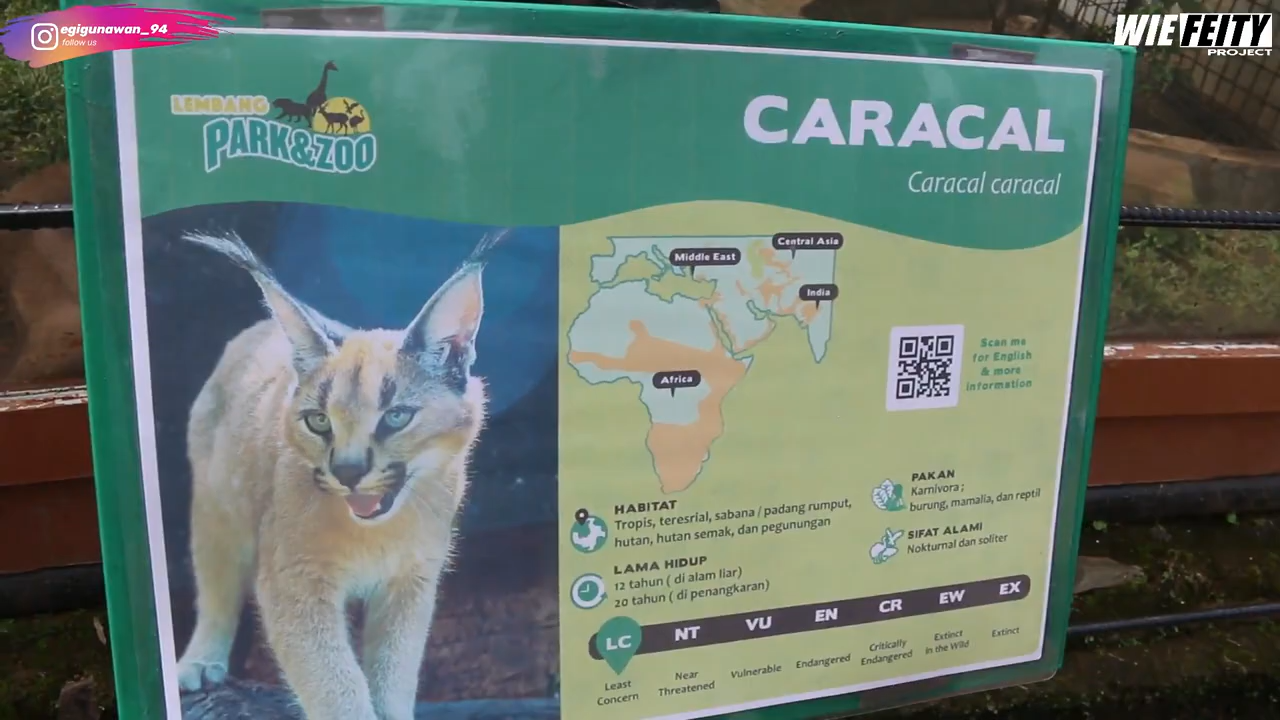 egigunawan_94
follow us
WIEFEITY
PROJECT
LEMBANG
PARK&ZOO
CARACAL
Caracal caracal
Middle East
Central Asia
India
Africa
Scan me
for English
& more
information
HABITAT
Tropis, teresrial, sabana / padang rumput,
hutan, hutan semak, dan pegunungan
LAMA HIDUP
12 tahun ( di alam liar)
20 tahun ( di penangkaran)
PAKAN
Karnivora ;
burung, mamalia, dan reptil
SIFAT ALAMI
Nokturnal dan soliter
LC NT VU EN CR EW EX
Least
Concern
Near
Threatened
Vulnerable
Endangered
Critically
Endangered
Extinct
in the Wild
Extinct